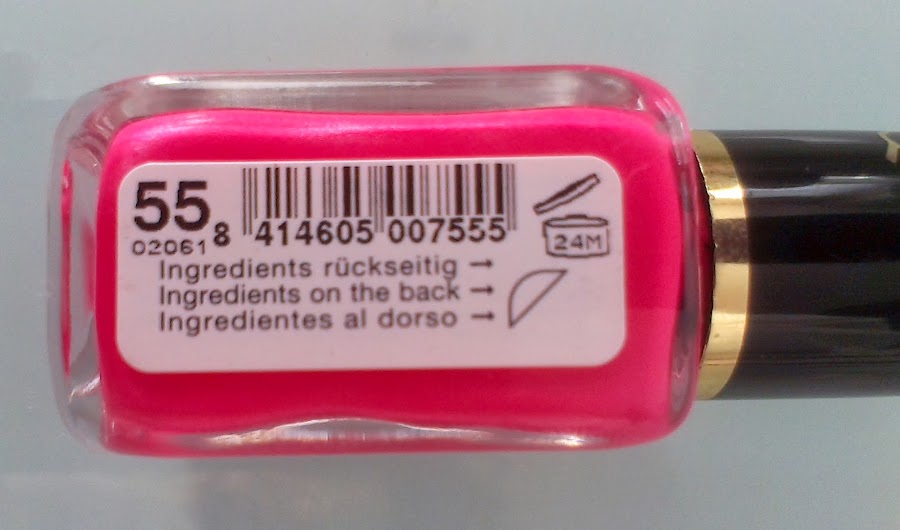 55
02061
8 414605 007555
24M
Ingredients rückseitig →
Ingredients on the back →
Ingredientes al dorso →